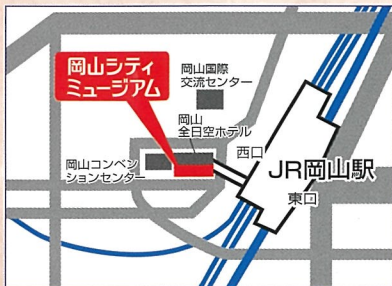 岡山シティ
ミュージアム
岡山国際
交流センター
岡山
全日空ホテル
岡山コンベン
ションセンター
西口
JR岡山駅
東口